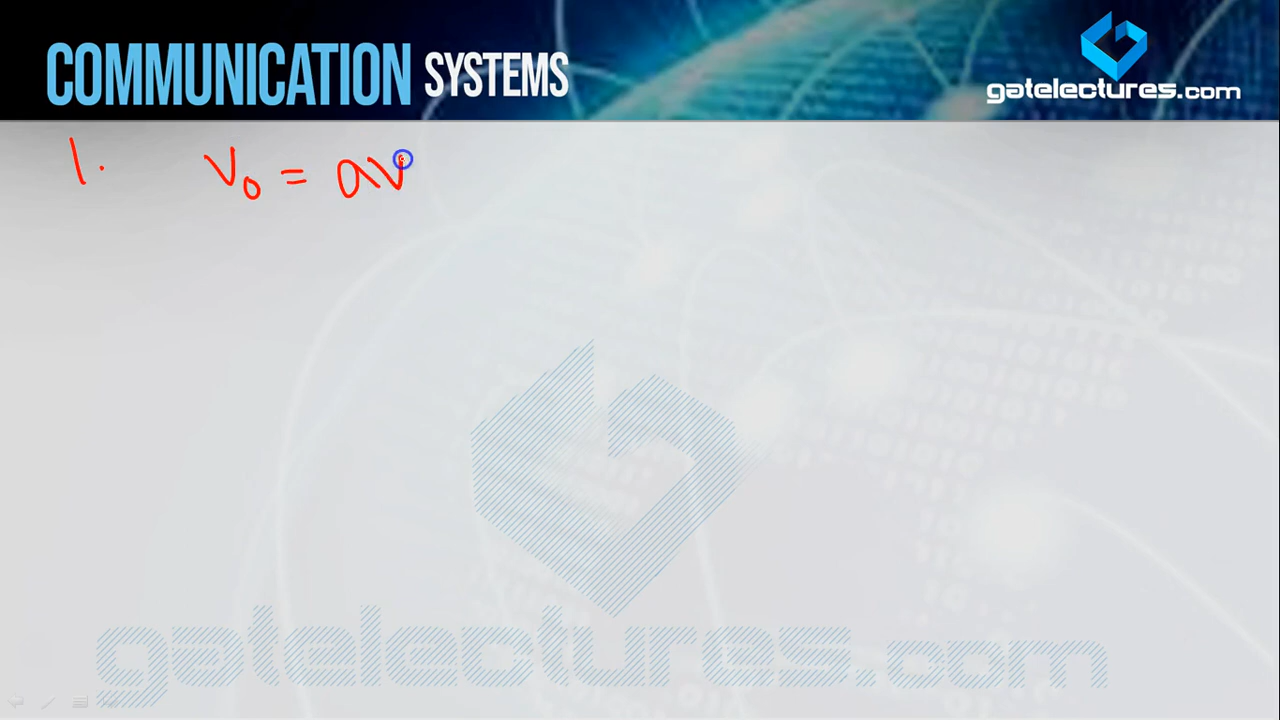 COMMUNICATION SYSTEMS
gatelectures.com
1. V₀ = av
gatelectures.com